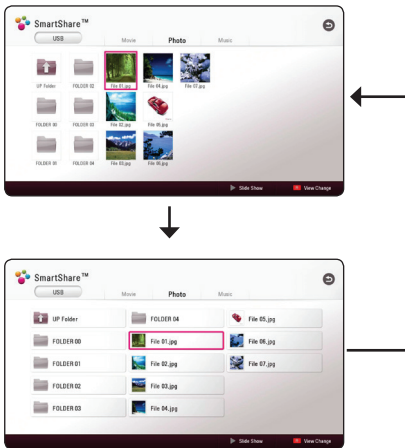 SmartShare™
USB
Movie Photo Music
UP Folder FOLDER 02 File 01.jpg File 04.jpg File 07.jpg
FOLDER 00 FOLDER 03 File 02.jpg File 05.jpg
FOLDER 01 FOLDER 04 File 03.jpg File 06.jpg
Slide Show View Change
SmartShare™
USB
Movie Photo Music
UP Folder FOLDER 04 File 05.jpg
FOLDER 00 File 01.jpg File 06.jpg
FOLDER 01 File 02.jpg File 07.jpg
FOLDER 02 File 03.jpg
FOLDER 03 File 04.jpg
Slide Show View Change